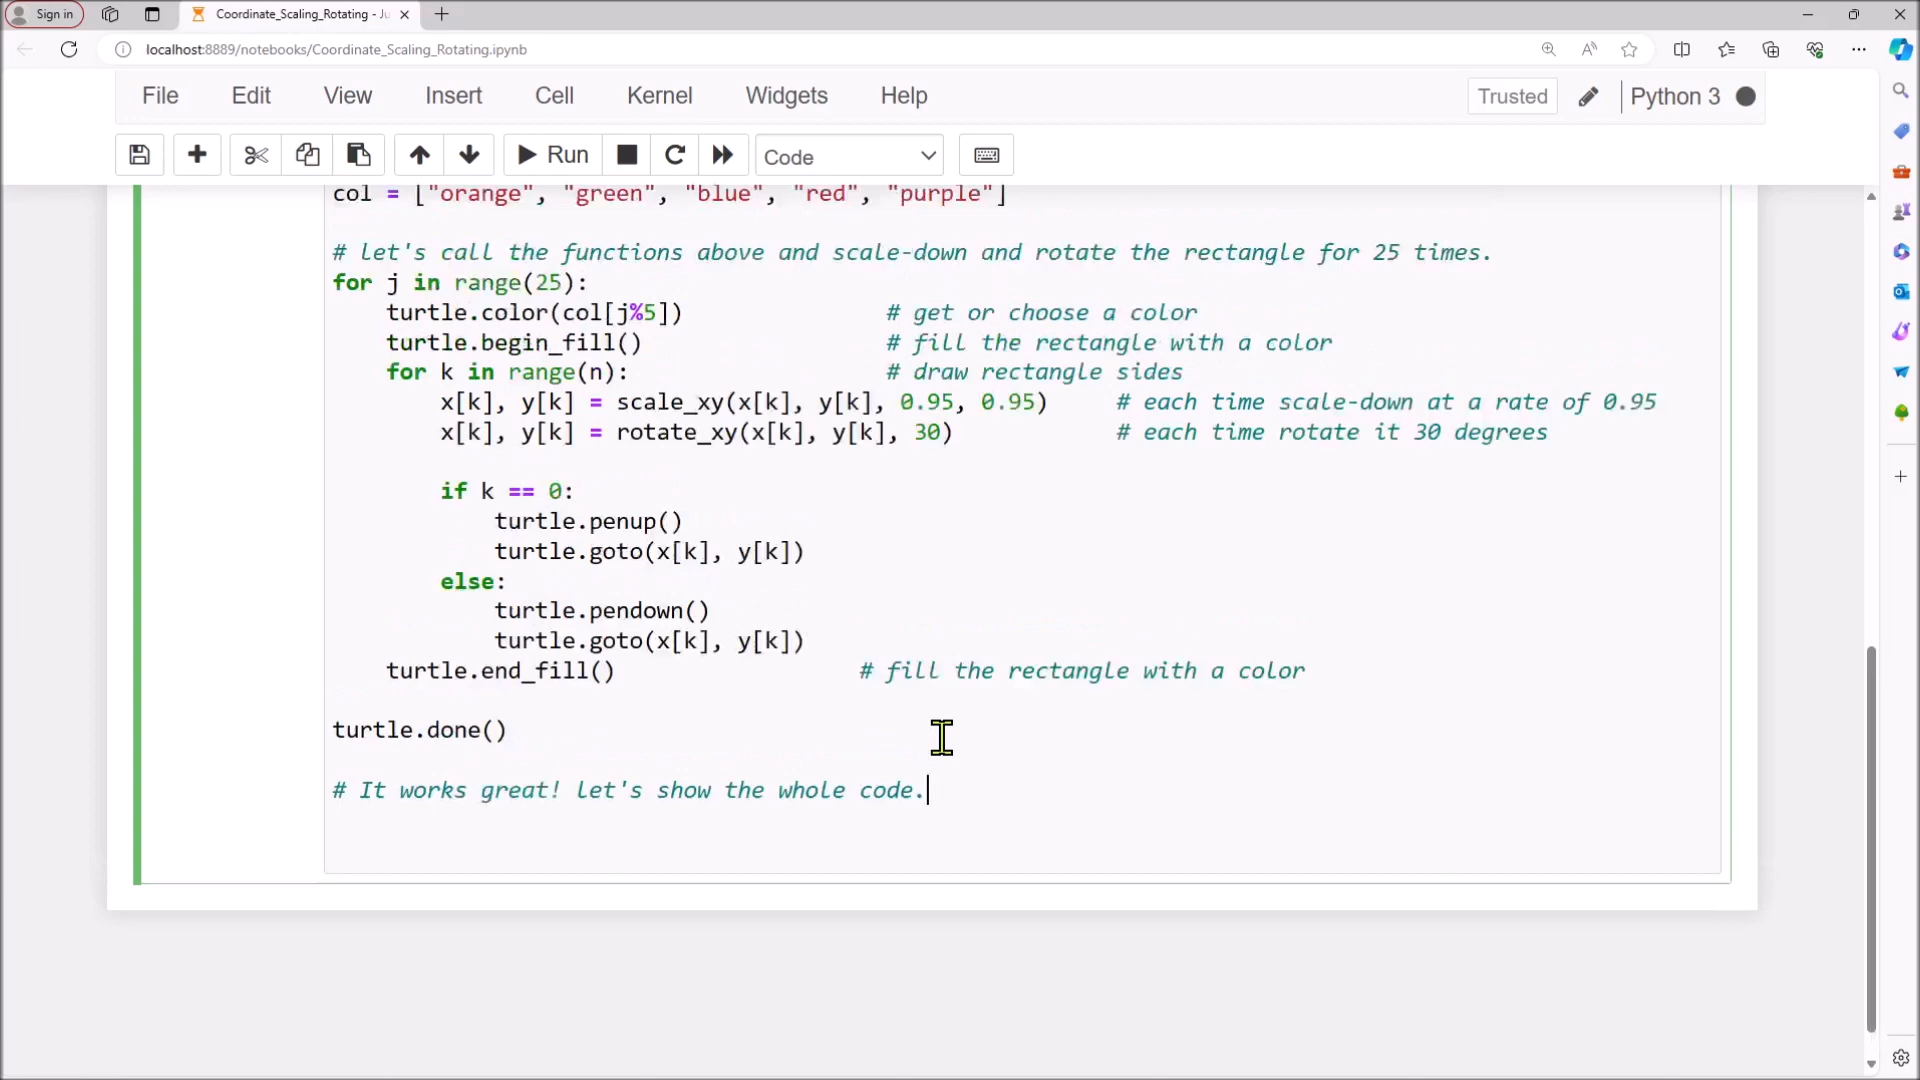 Sign in
Coordinate_Scaling_Rotating - Ju
localhost:8889/notebooks/Coordinate_Scaling_Rotating.ipynb
File Edit View Insert Cell Kernel Widgets Help Trusted Python 3
Run Code
col = ["orange", "green", "blue", "red", "purple"]
# let's call the functions above and scale-down and rotate the rectangle for 25 times.
for j in range(25):
    turtle.color(col[j%5])               # get or choose a color
    turtle.begin_fill()                  # fill the rectangle with a color
    for k in range(n):                   # draw rectangle sides
        x[k], y[k] = scale_xy(x[k], y[k], 0.95, 0.95)     # each time scale-down at a rate of 0.95
        x[k], y[k] = rotate_xy(x[k], y[k], 30)            # each time rotate it 30 degrees
        if k == 0:
            turtle.penup()
            turtle.goto(x[k], y[k])
        else:
            turtle.pendown()
            turtle.goto(x[k], y[k])
    turtle.end_fill()                  # fill the rectangle with a color
turtle.done()
# It works great! let's show the whole code.